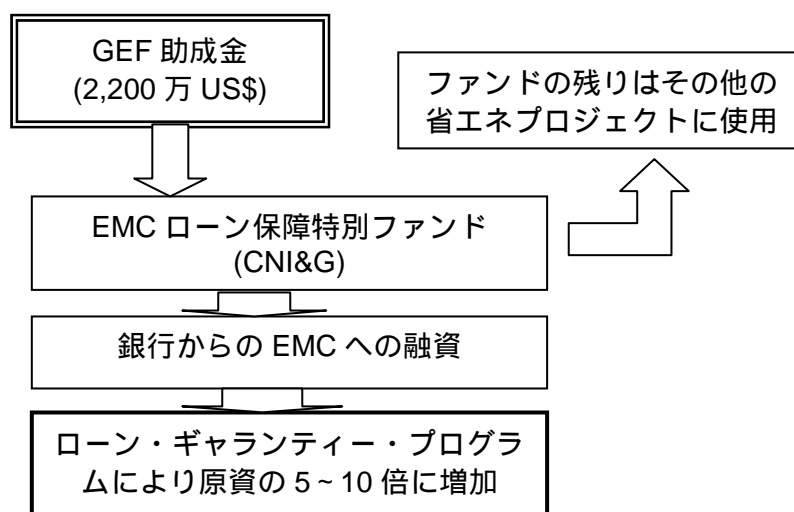 GEF 助成金
(2,200 万 US$)
ファンドの残りはその他の
省エネプロジェクトに使用
EMC ローン保障特別ファンド
(CNI&G)
銀行からの EMC への融資
ローン・ギャランティー・プログラ
ムにより原資の 5~10 倍に増加